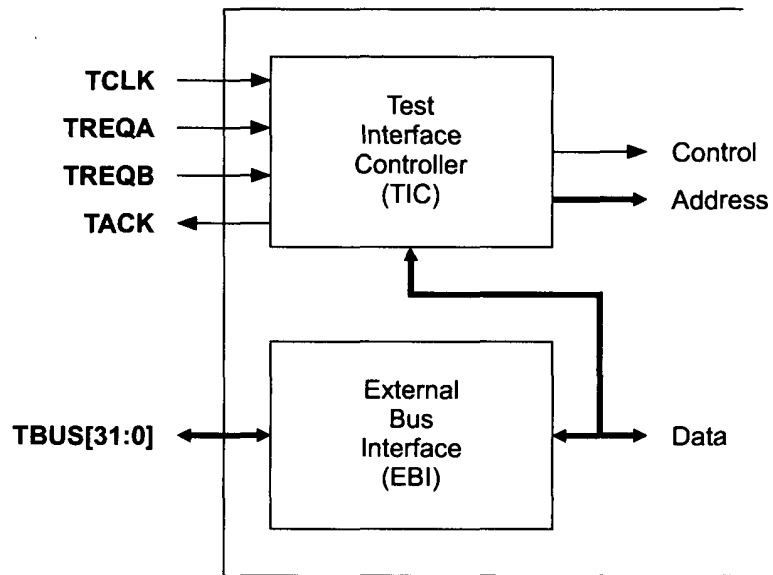 TCLK
TREQA
TREQB
TACK
Test
Interface
Controller
(TIC)
Control
Address
TBUS[31:0]
External
Bus
Interface
(EBI)
Data